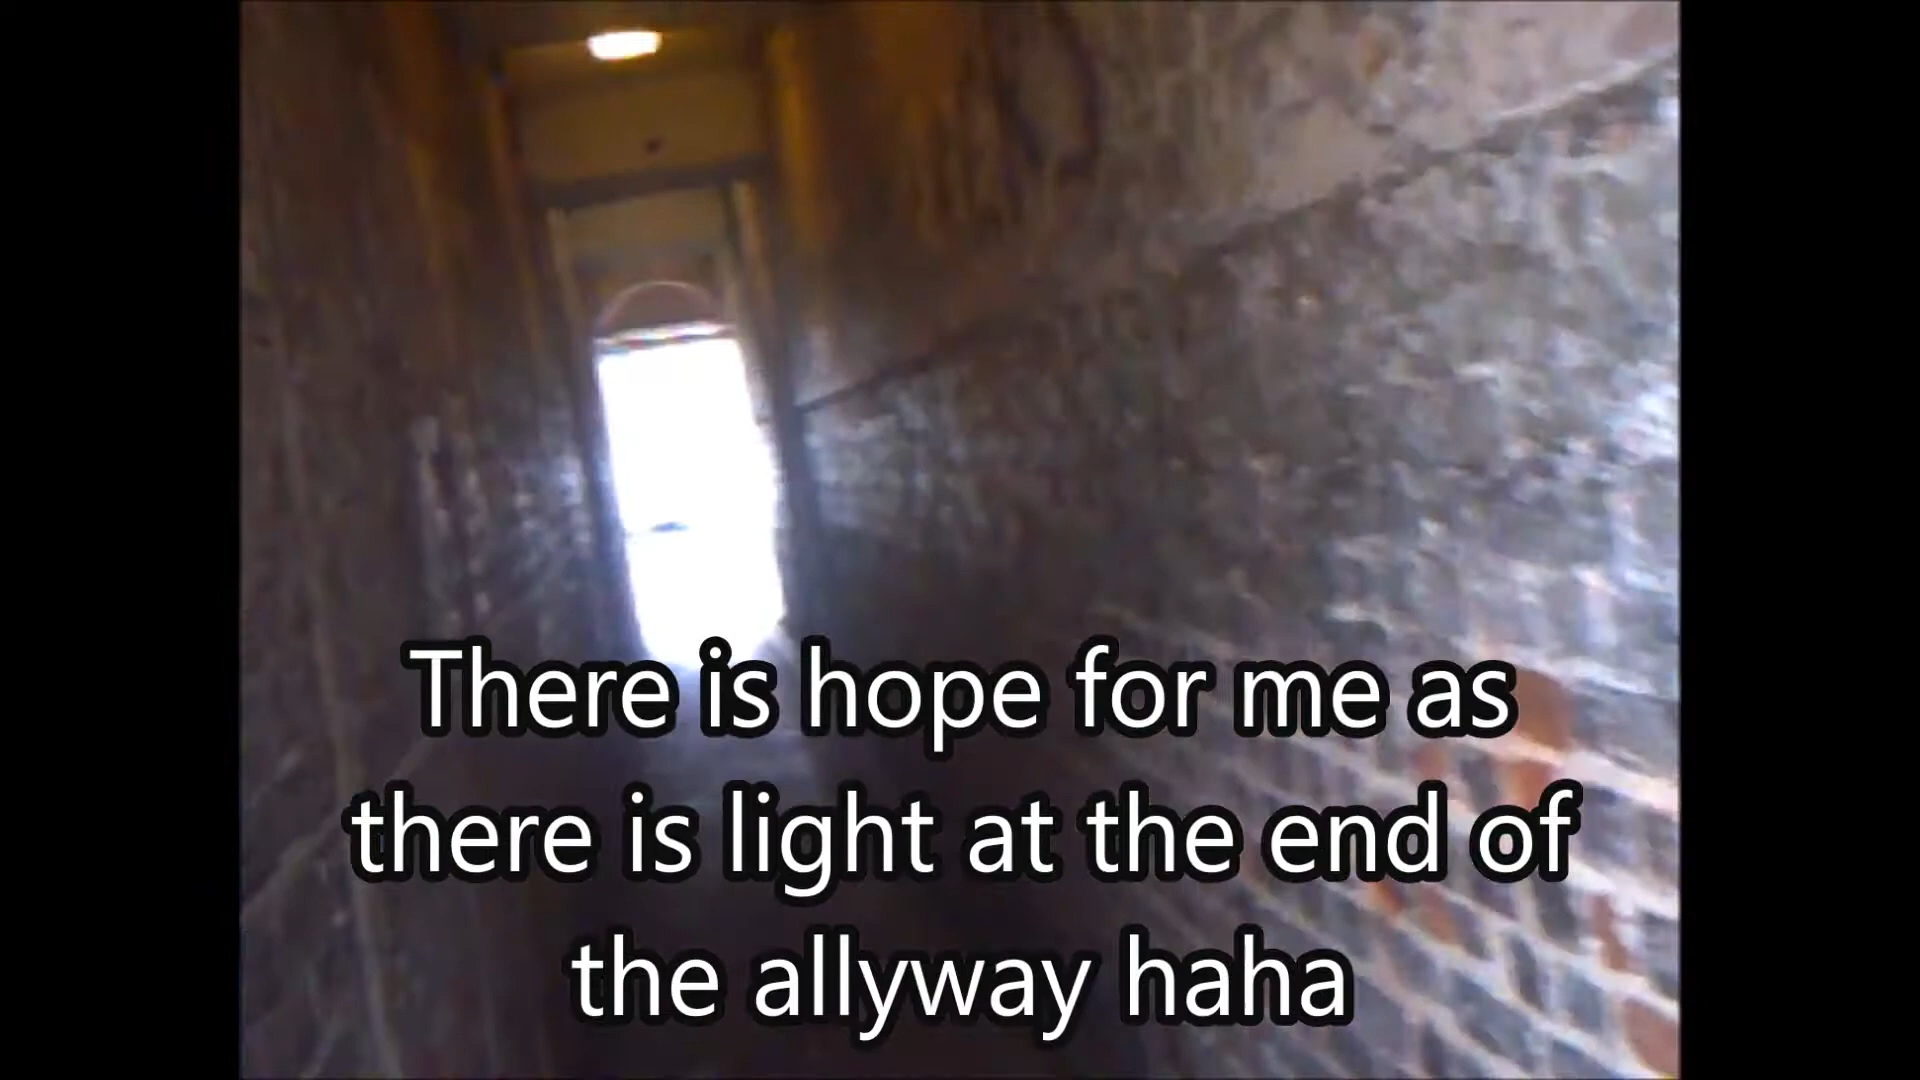 There is hope for me as
there is light at the end of
the allyway haha